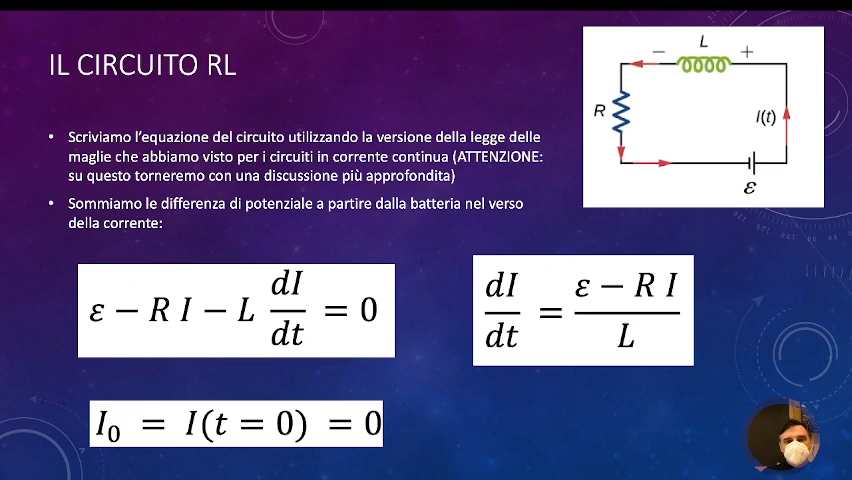 IL CIRCUITO RL
• Scriviamo l'equazione del circuito utilizzando la versione della legge delle
maglie che abbiamo visto per i circuiti in corrente continua (ATTENZIONE:
su questo torneremo con una discussione più approfondita)
• Sommiamo le differenza di potenziale a partire dalla batteria nel verso
della corrente:
L
− +
R
I(t)
ε
ε − R I − L dI/dt = 0
dI/dt = (ε − R I)/L
I₀ = I(t = 0) = 0